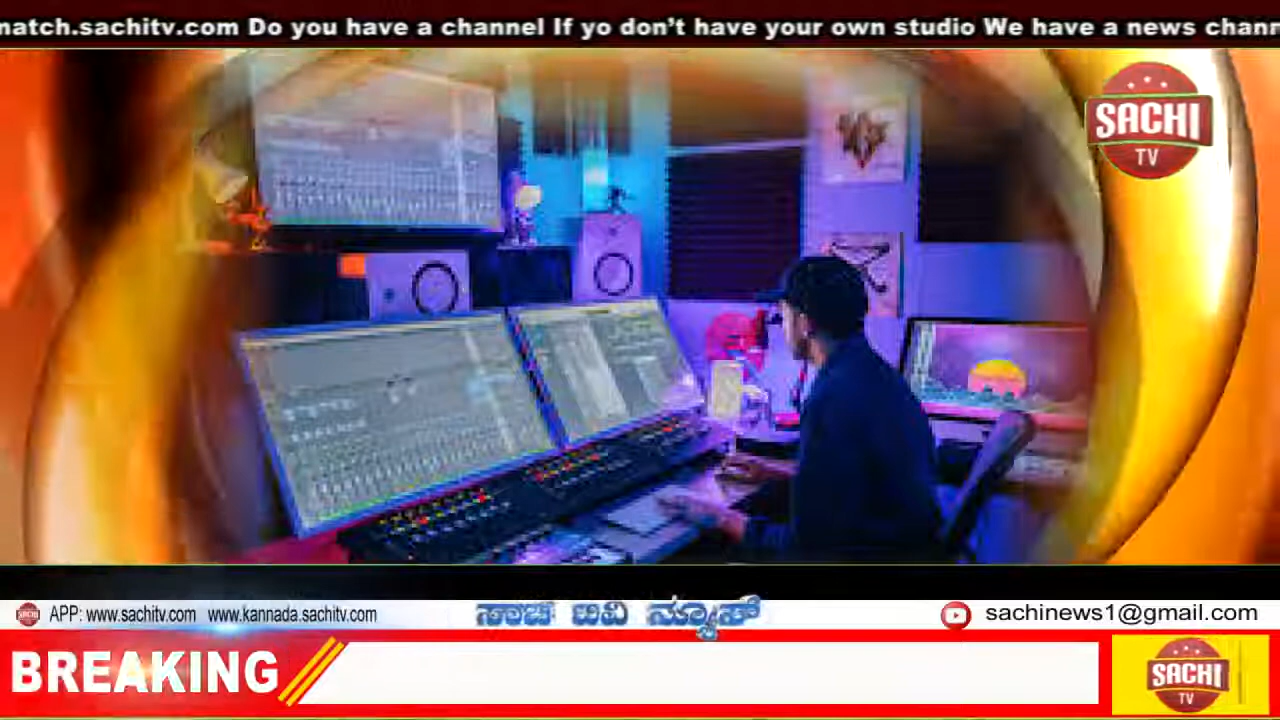 match.sachitv.com Do you have a channel If yo don't have your own studio We have a news chann
SACHI
TV
APP: www.sachitv.com www.kannada.sachitv.com
ಸಾಚಿ ಟಿವಿ ನ್ಯೂಸ್
sachinews1@gmail.com
BREAKING
SACHI
TV